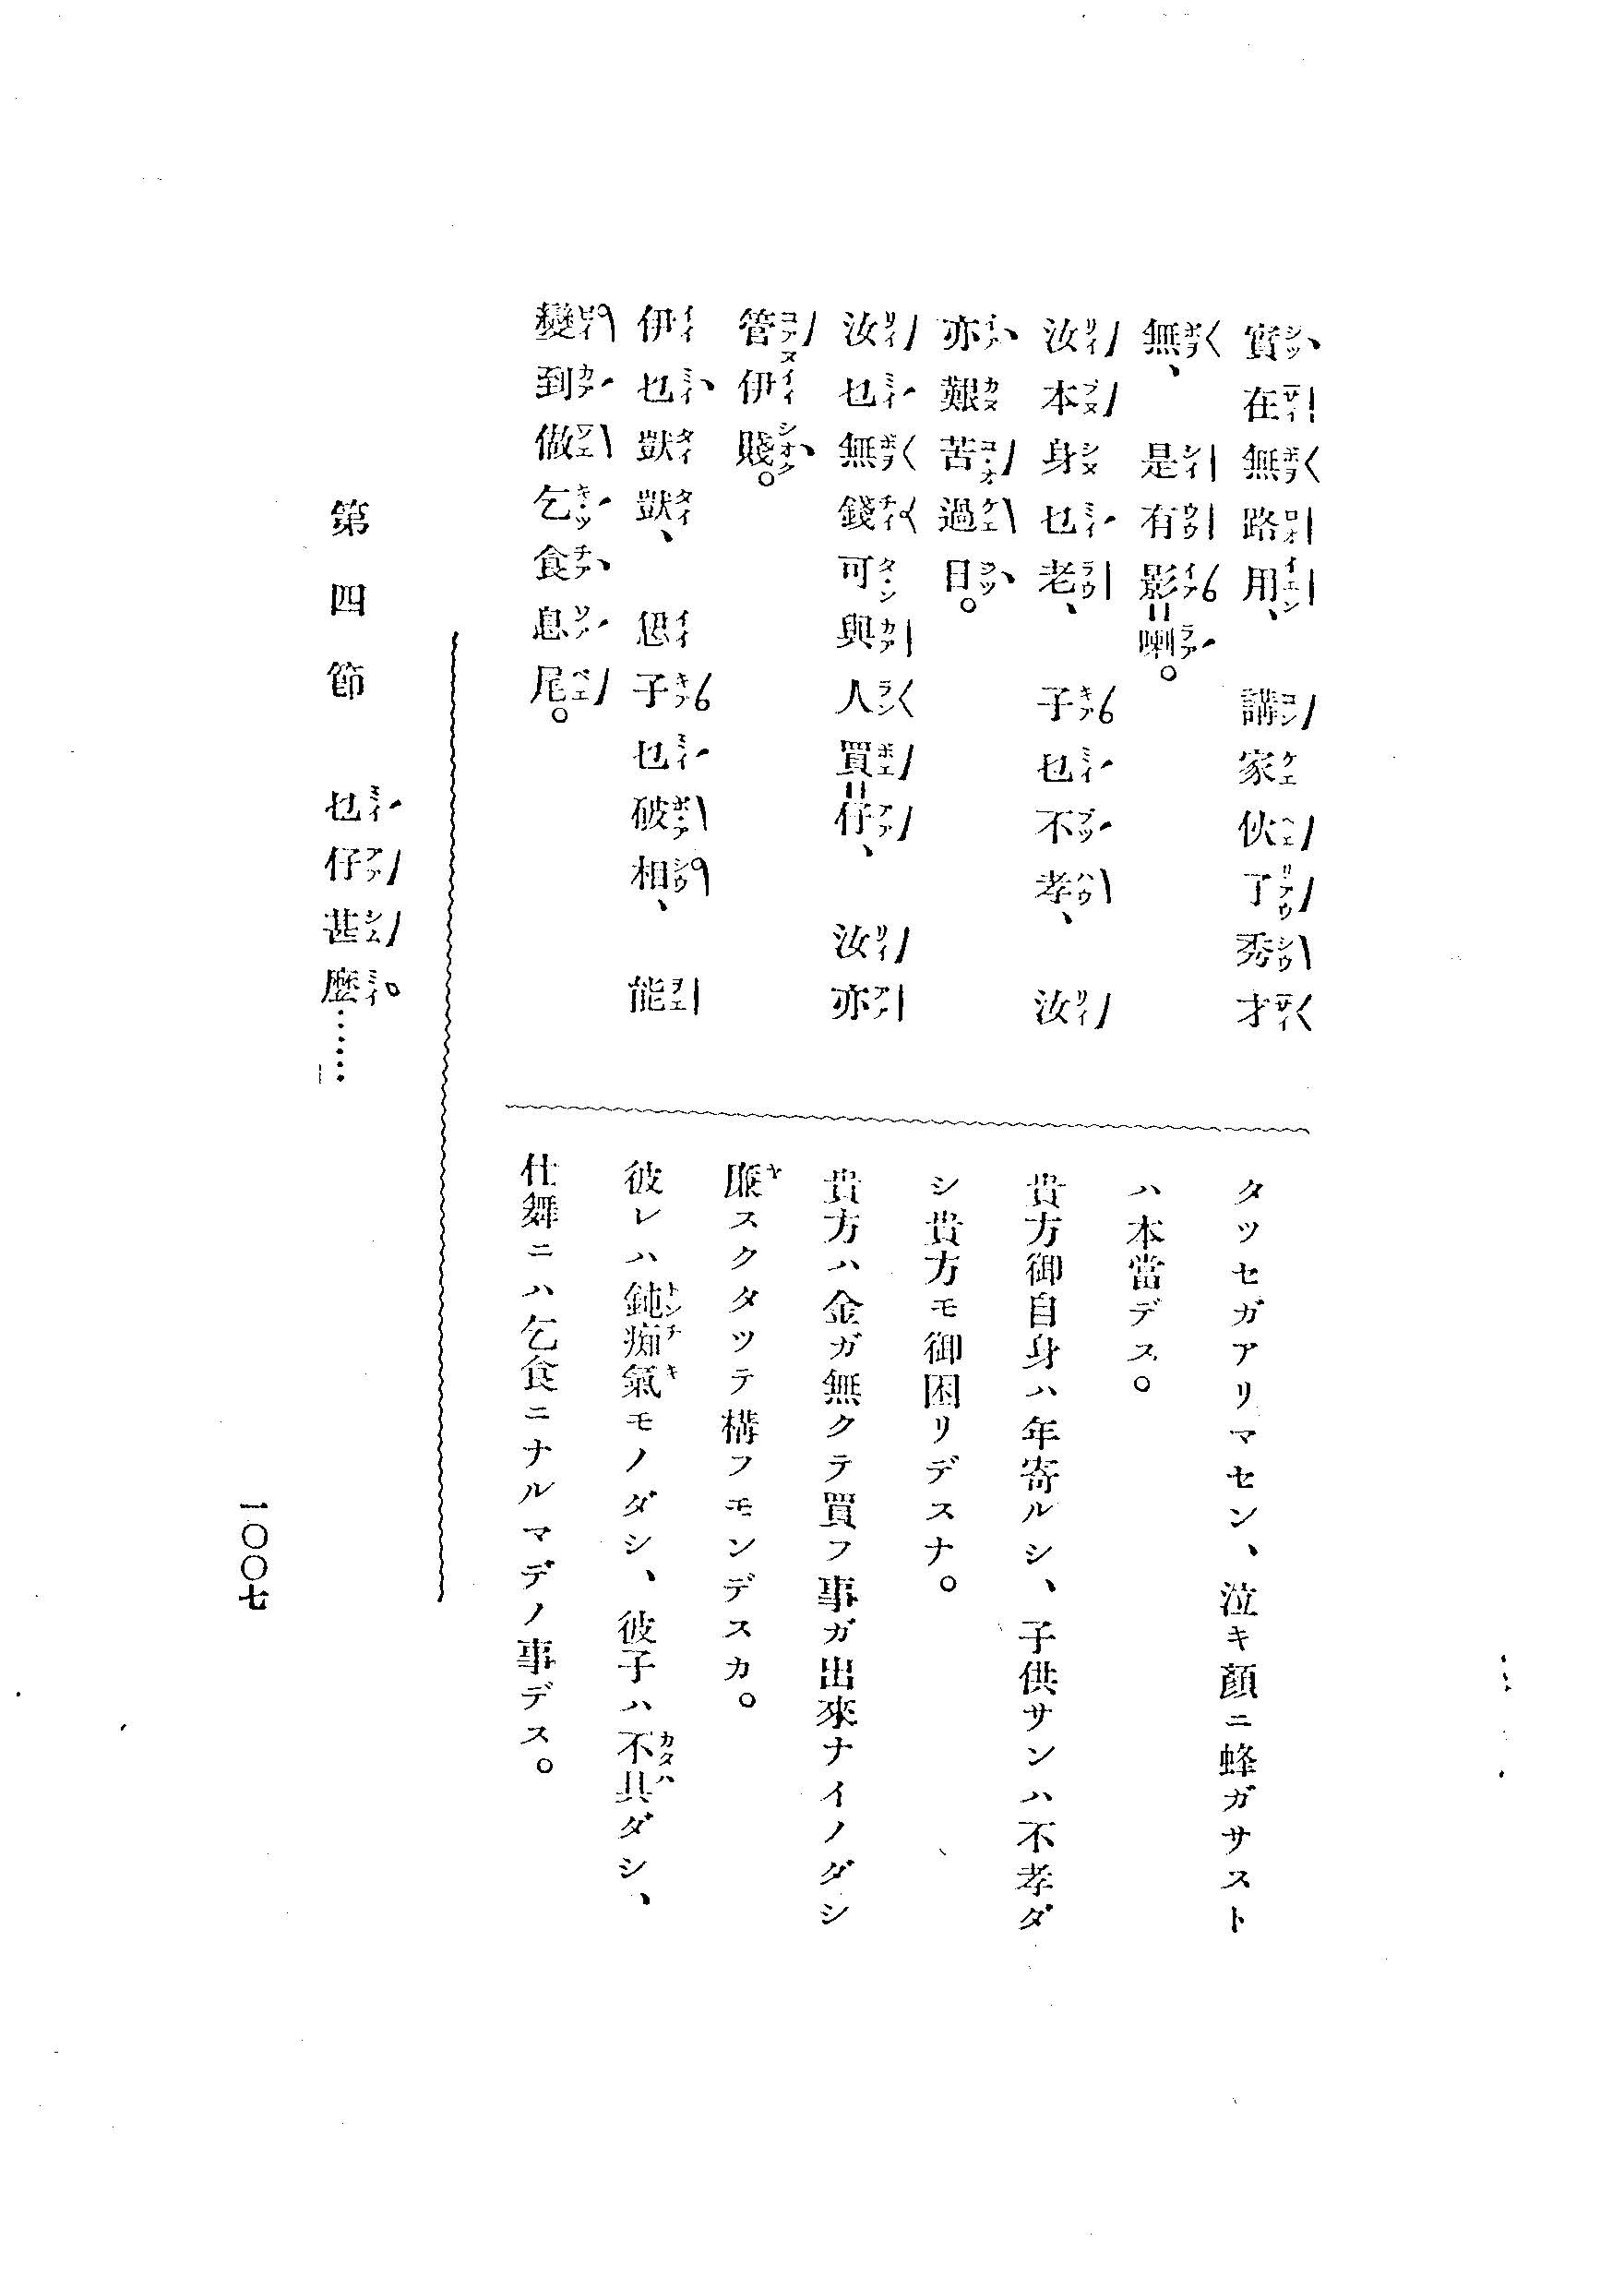 實在無路用、講家伙了秀才
無、是有影=喇。
汝本身乜老、子乜不孝、汝
亦艱苦過日。
汝乜無錢可與人買=仔、汝亦
管伊賤。
伊乜獃獃、恁子乜破相、能
變到做乞食息尾。
タッセガアリマセン、泣キ顔ニ蜂ガサスト
ハ本當デス。
貴方御自身ハ年寄ルシ、子供サンハ不孝ダ
シ貴方モ御困リデスナ。
貴方ハ金ガ無クテ買フ事ガ出來ナイノダシ
廉スクタッテ構フモンデスカ。
彼レハ鈍痴氣モノダシ、彼子ハ不具ダシ、
仕舞ニハ乞食ニナルマデノ事デス。
第四節 乜仔甚麼。……
一〇〇七